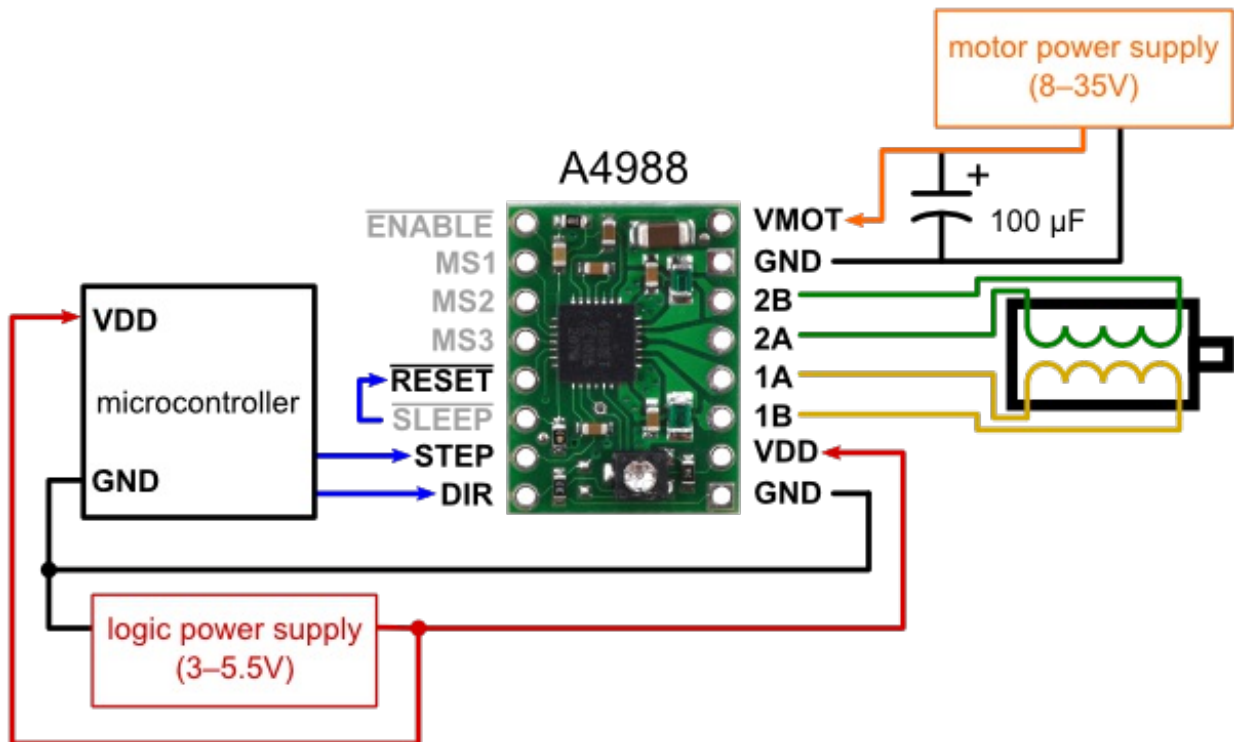 motor power supply
(8–35V)
A4988
+
100 µF
ENABLE
MS1
MS2
MS3
RESET
SLEEP
STEP
DIR
VMOT
GND
2B
2A
1A
1B
VDD
GND
VDD
microcontroller
GND
logic power supply
(3–5.5V)